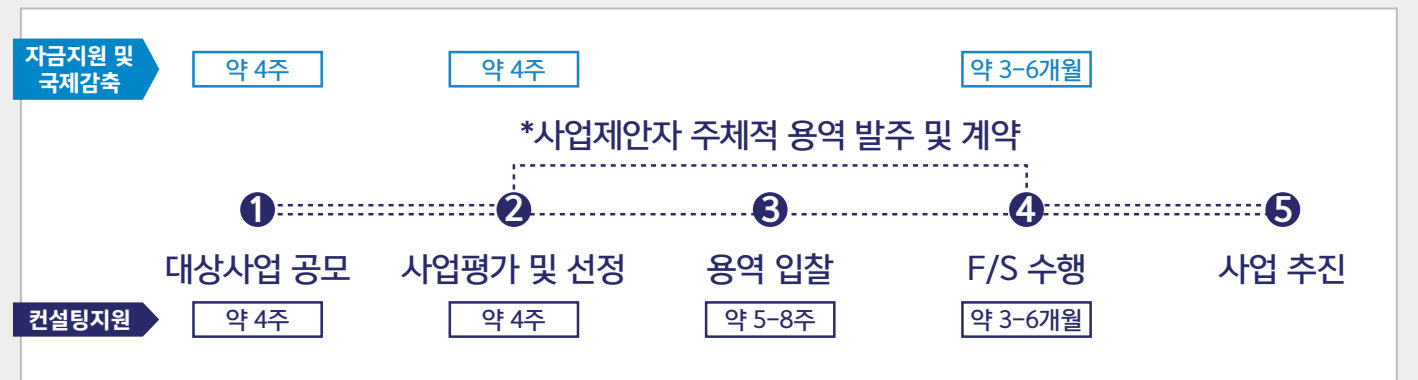 자금지원 및
국제감축
약 4주
약 4주
약 3-6개월
*사업제안자 주체적 용역 발주 및 계약
1
2
3
4
5
대상사업 공모
사업평가 및 선정
용역 입찰
F/S 수행
사업 추진
컨설팅지원
약 4주
약 4주
약 5-8주
약 3-6개월